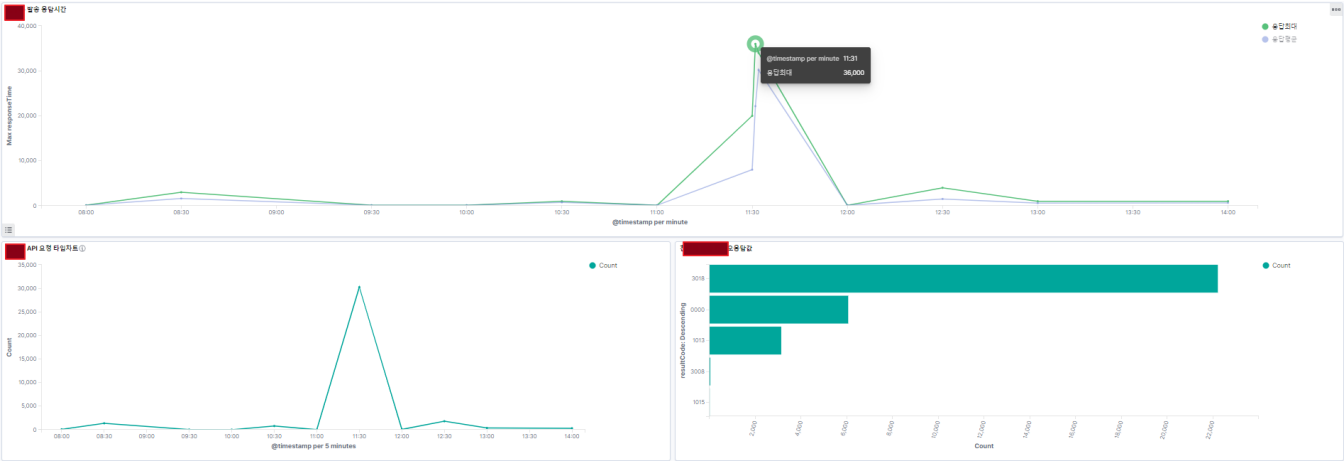 발송 응답시간
40,000
30,000
20,000
10,000
0
Max responseTime
08:00 08:30 09:00 09:30 10:00 10:30 11:00 11:30 12:00 12:30 13:00 13:30 14:00
@timestamp per minute
응답최대
응답평균
@timestamp per minute 11:31
응답최대 36,000
API 요청 타임차트
35,000
30,000
25,000
20,000
15,000
10,000
5,000
0
Count
08:00 08:30 09:00 09:30 10:00 10:30 11:00 11:30 12:00 12:30 13:00 13:30 14:00
@timestamp per 5 minutes
Count
오응답값
3018
0000
1013
3008
1015
resultCode: Descending
2,000 4,000 6,000 8,000 10,000 12,000 14,000 16,000 18,000 20,000 22,000
Count
Count